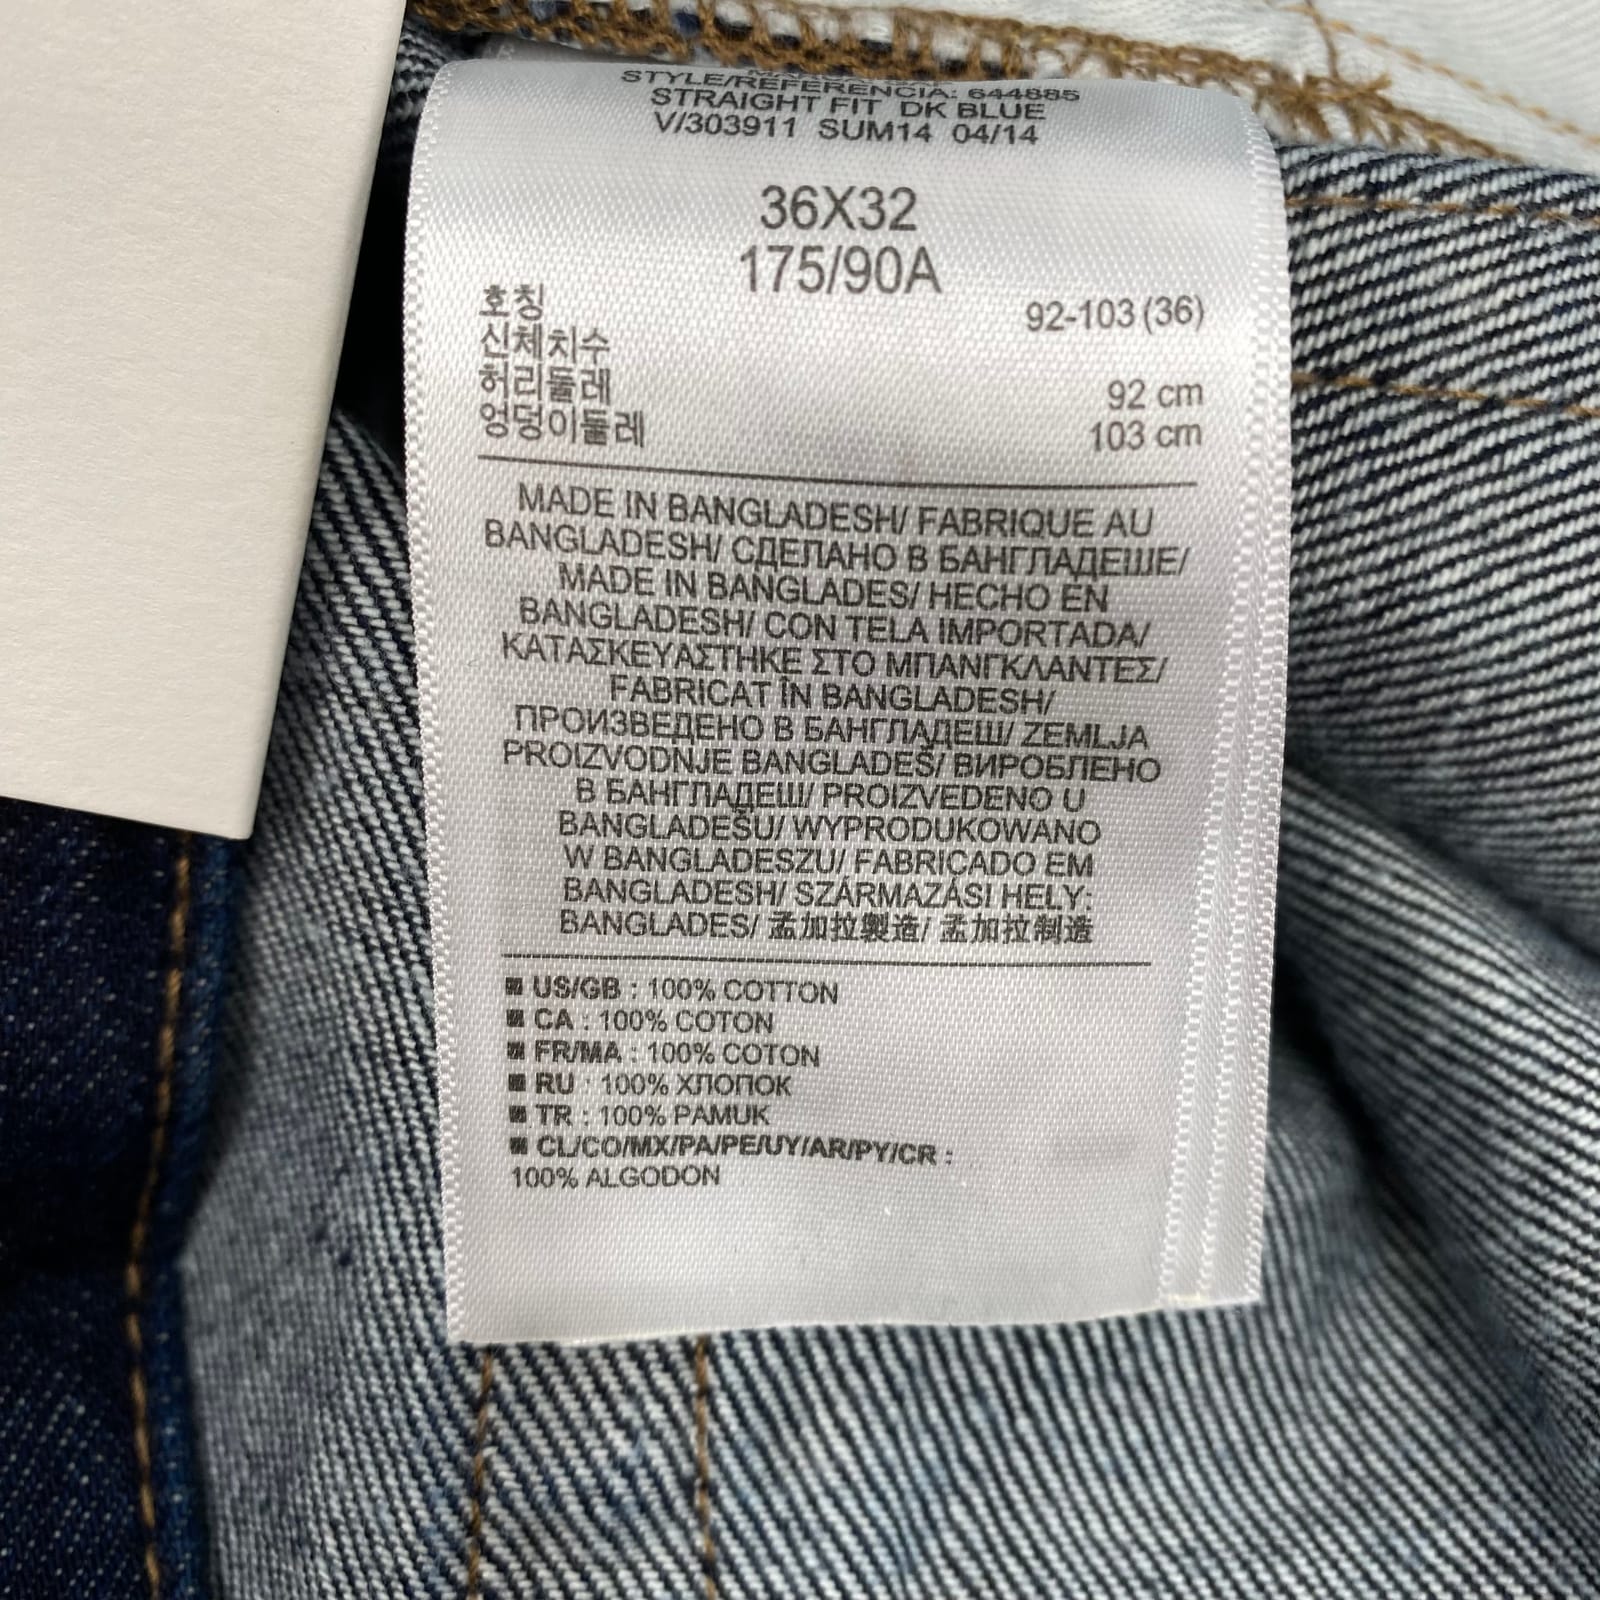 STYLE/REFERENCIA: 644885
STRAIGHT FIT DK BLUE
V/303911 SUM14 04/14
36X32
175/90A
호칭 92-103 (36)
신체치수
허리둘레 92 cm
엉덩이둘레 103 cm
MADE IN BANGLADESH/ FABRIQUE AU
BANGLADESH/ СДЕЛАНО В БАНГЛАДЕШЕ/
MADE IN BANGLADES/ HECHO EN
BANGLADESH/ CON TELA IMPORTADA/
ΚΑΤΑΣΚΕΥΑΣΤΗΚΕ ΣΤΟ ΜΠΑΝΓΚΛΑΝΤΕΣ/
FABRICAT ÎN BANGLADESH/
ПРОИЗВЕДЕНО В БАНГЛАДЕШ/ ZEMLJA
PROIZVODNJE BANGLADEŠ/ ВИРОБЛЕНО
В БАНГЛАДЕШ/ PROIZVEDENO U
BANGLADEŠU/ WYPRODUKOWANO
W BANGLADESZU/ FABRICADO EM
BANGLADESH/ SZÁRMAZÁSI HELY:
BANGLADES/ 孟加拉製造/ 孟加拉制造
US/GB : 100% COTTON
CA : 100% COTON
FR/MA : 100% COTON
RU : 100% ХЛОПОК
TR : 100% PAMUK
CL/CO/MX/PA/PE/UY/AR/PY/CR :
100% ALGODON